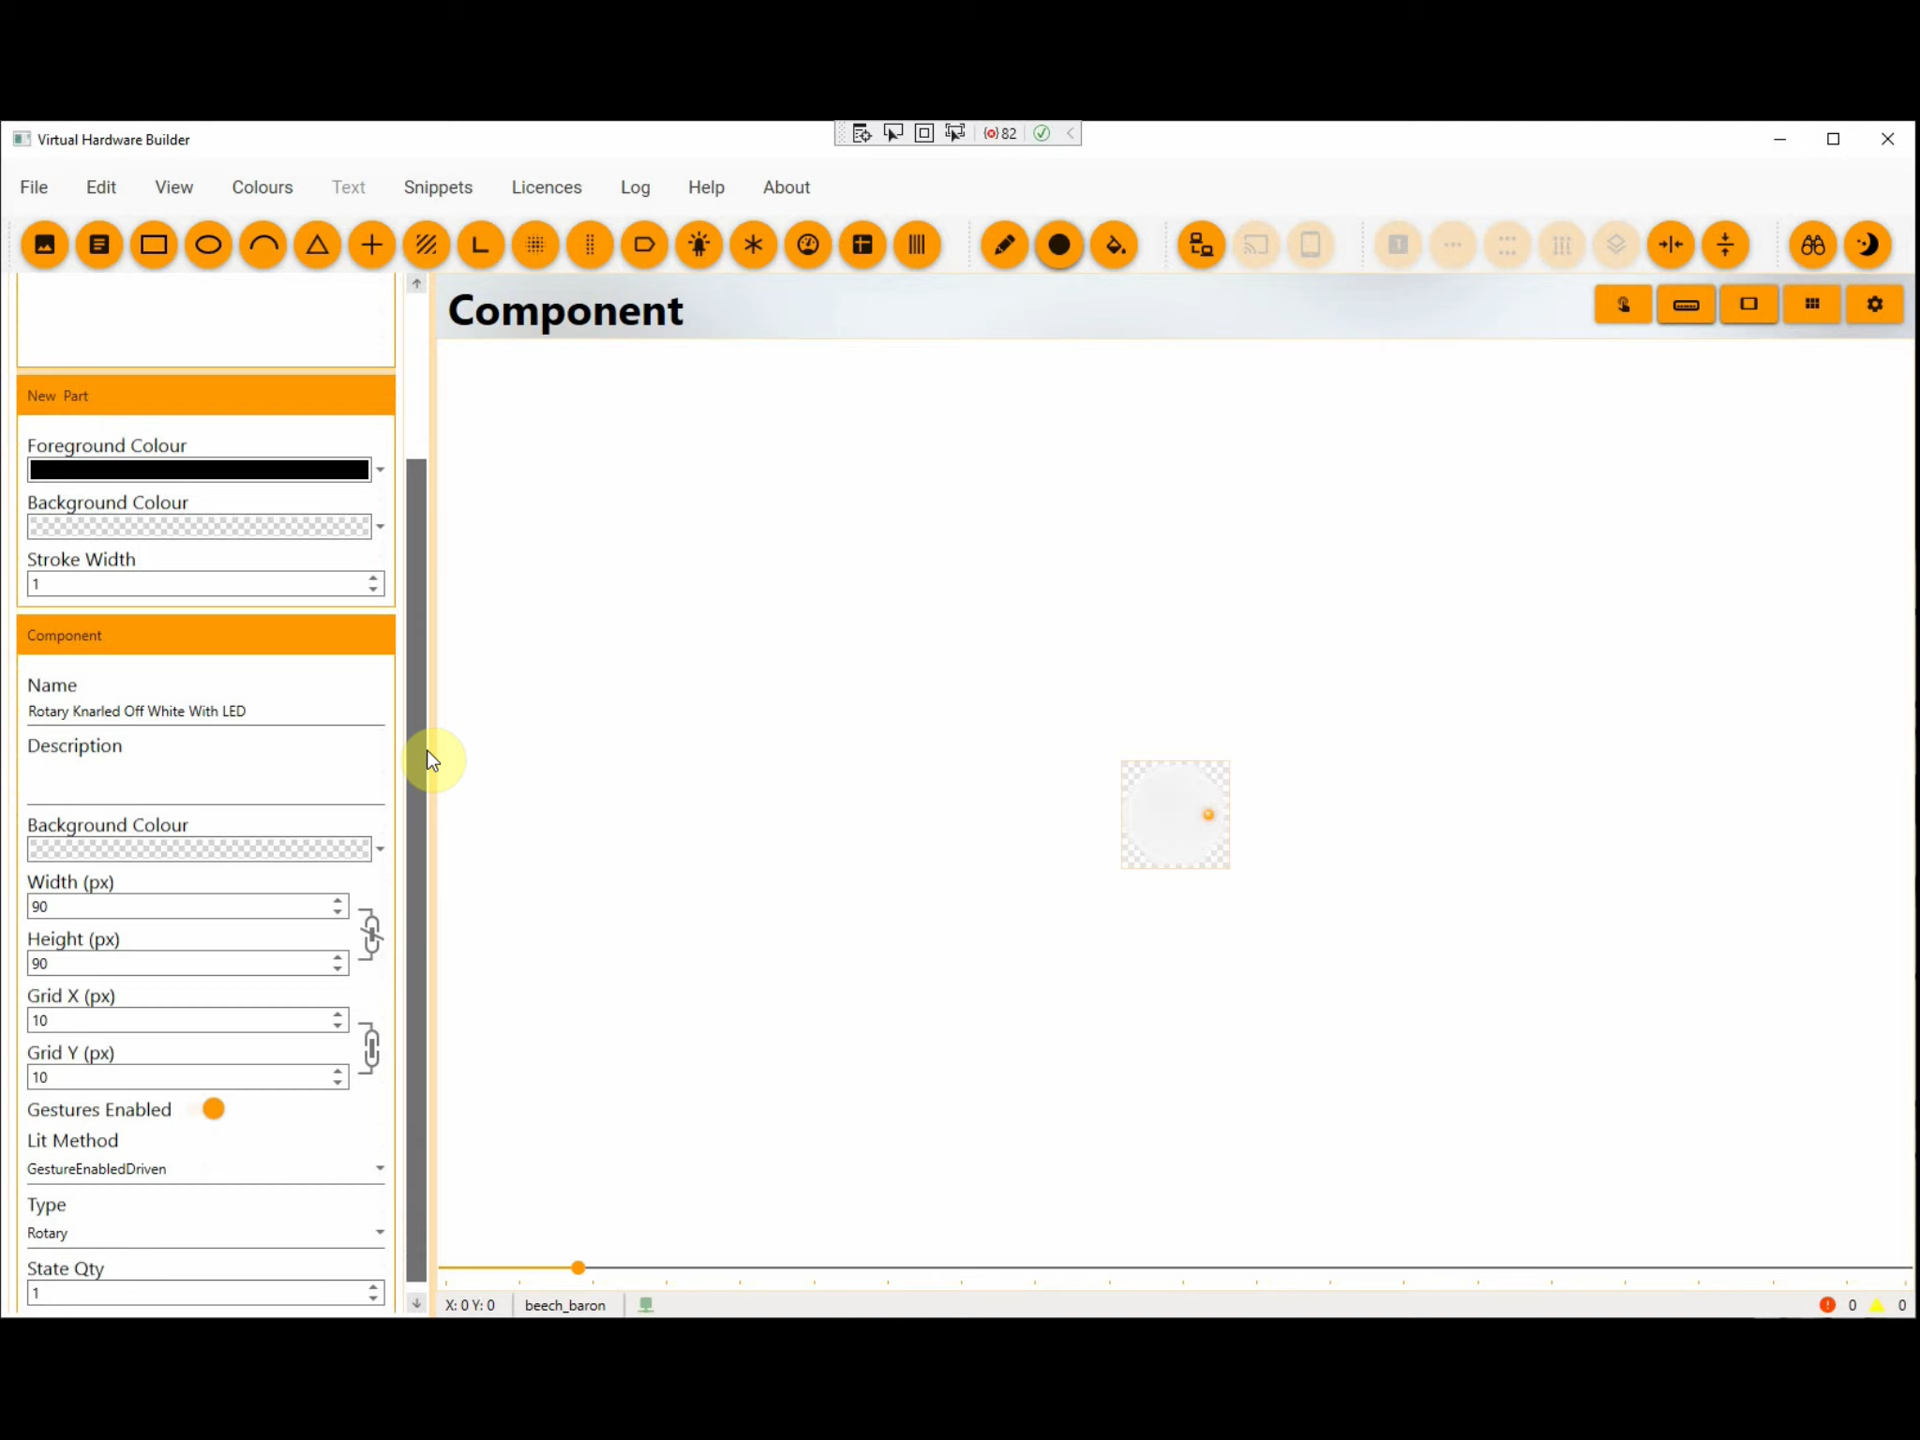 Virtual Hardware Builder
82
File Edit View Colours Text Snippets Licences Log Help About
Component
New Part
Foreground Colour
Background Colour
Stroke Width
1
Component
Name
Rotary Knarled Off White With LED
Description
Background Colour
Width (px)
90
Height (px)
90
Grid X (px)
10
Grid Y (px)
10
Gestures Enabled
Lit Method
GestureEnabledDriven
Type
Rotary
State Qty
1
X: 0 Y: 0 beech_baron 0 0